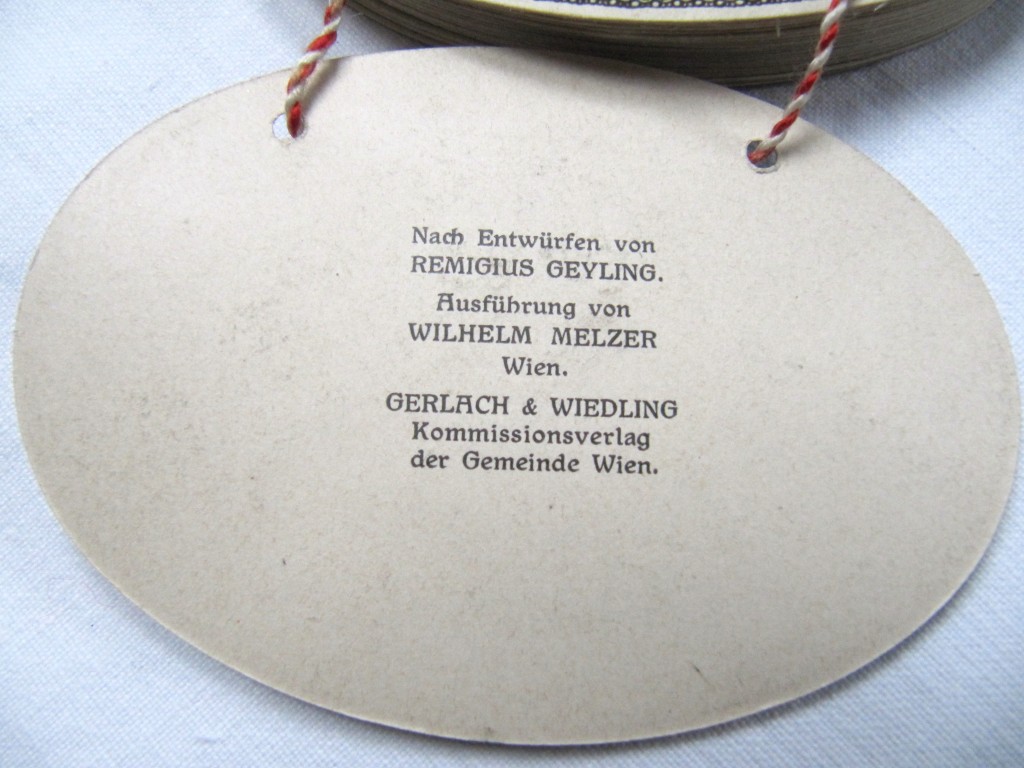 Nach Entwürfen von
REMIGIUS GEYLING.
Ausführung von
WILHELM MELZER
Wien.
GERLACH & WIEDLING
Kommissionsverlag
der Gemeinde Wien.